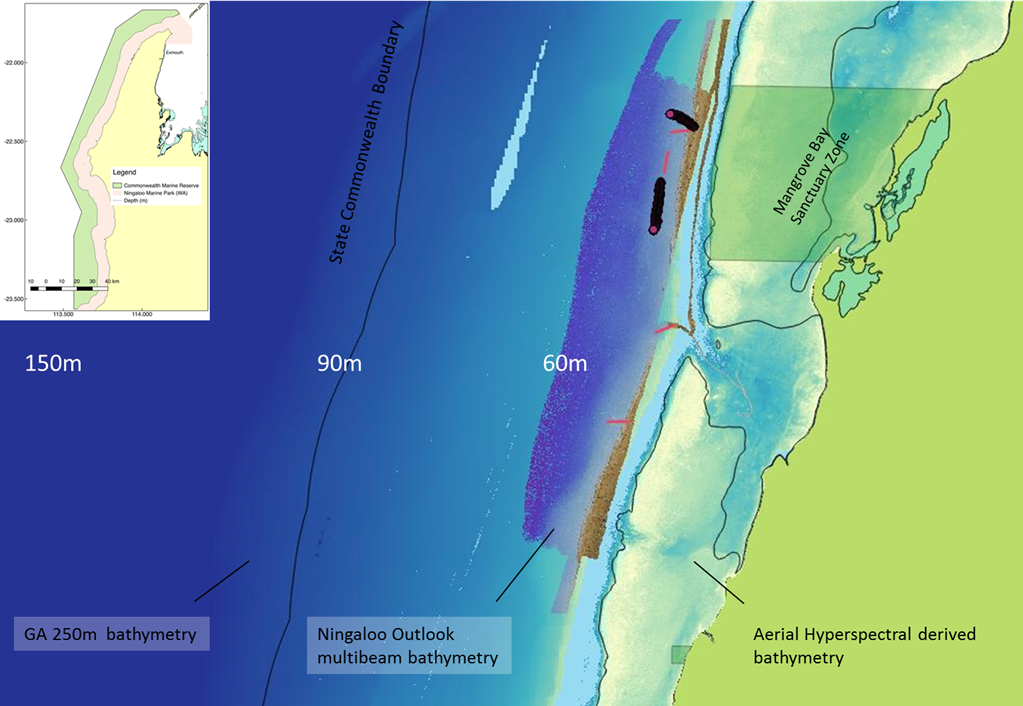 Exmouth
-22.000
-22.500
-23.000
-23.500
Legend
Commonwealth Marine Reserve
Ningaloo Marine Park (WA)
Depth (m)
10 0 10 20 30 40 km
113.500 114.000
State Commonwealth Boundary
Mangrove Bay
Sanctuary Zone
150m
90m
60m
GA 250m bathymetry
Ningaloo Outlook
multibeam bathymetry
Aerial Hyperspectral derived
bathymetry